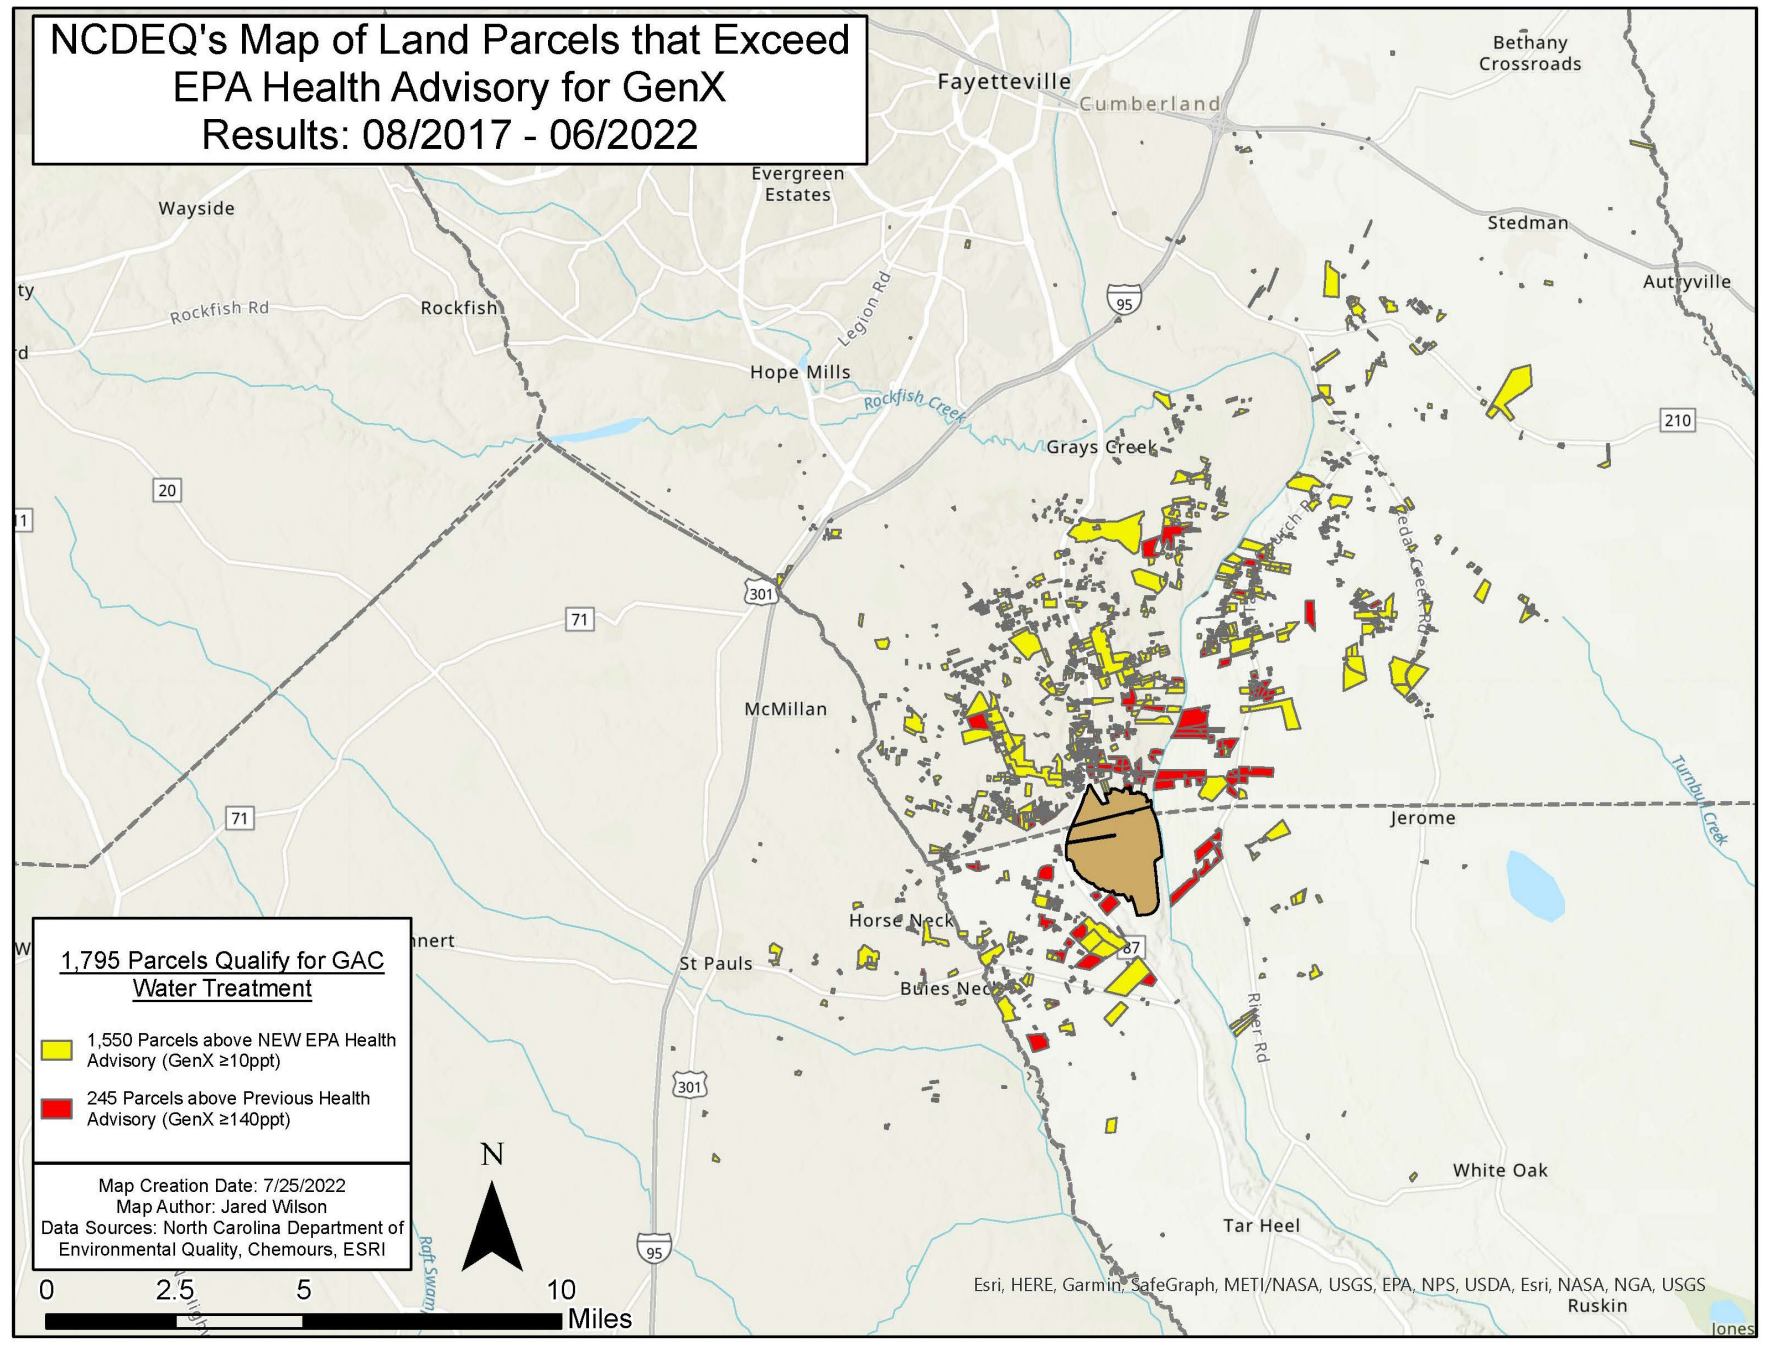 NCDEQ's Map of Land Parcels that Exceed
EPA Health Advisory for GenX
Results: 08/2017 - 06/2022
Bethany
Crossroads
Fayetteville
Cumberland
Evergreen
Estates
Wayside
Stedman
Autryville
ty
Rockfish Rd
Rockfish
Legion Rd
95
rd
Hope Mills
Rockfish Creek
210
Grays Creek
20
11
301
71
McMillan
Turnbull Creek
71
Jerome
Horse Neck
87
St Pauls
Buies Neck
River Rd
301
White Oak
Tar Heel
95
Raft Swamp
Ruskin
Jones
1,795 Parcels Qualify for GAC
Water Treatment
1,550 Parcels above NEW EPA Health
Advisory (GenX ≥10ppt)
245 Parcels above Previous Health
Advisory (GenX ≥140ppt)
Map Creation Date: 7/25/2022
Map Author: Jared Wilson
Data Sources: North Carolina Department of
Environmental Quality, Chemours, ESRI
N
0 2.5 5 10
Miles
Esri, HERE, Garmin, SafeGraph, METI/NASA, USGS, EPA, NPS, USDA, Esri, NASA, NGA, USGS